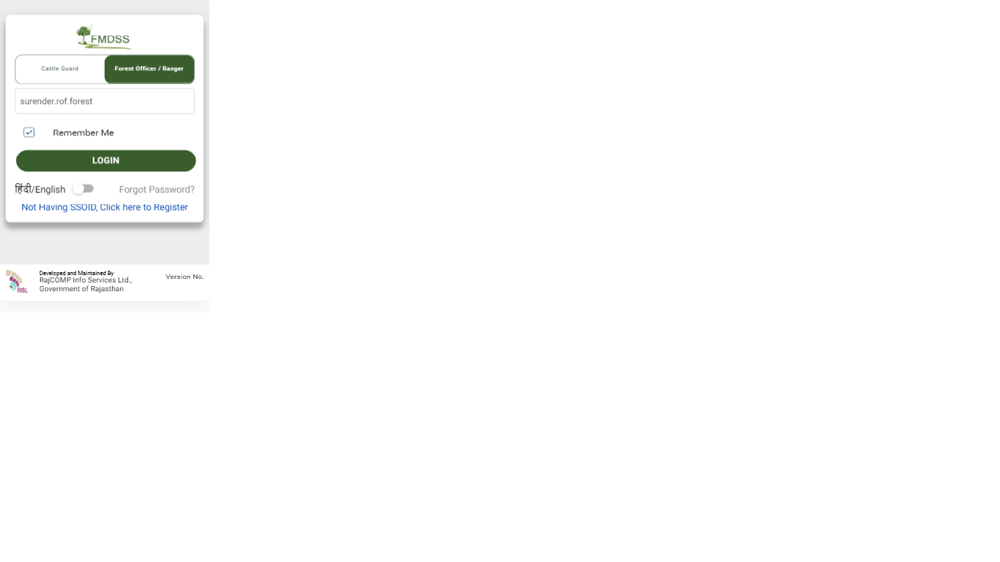 FMDSS
Cattle Guard
Forest Officer / Ranger
surender.rof.forest
Remember Me
LOGIN
हिंदी/English
Forgot Password?
Not Having SSOID, Click here to Register
Developed and Maintained By
RajCOMP Info Services Ltd.,
Government of Rajasthan
Version No.
RISL